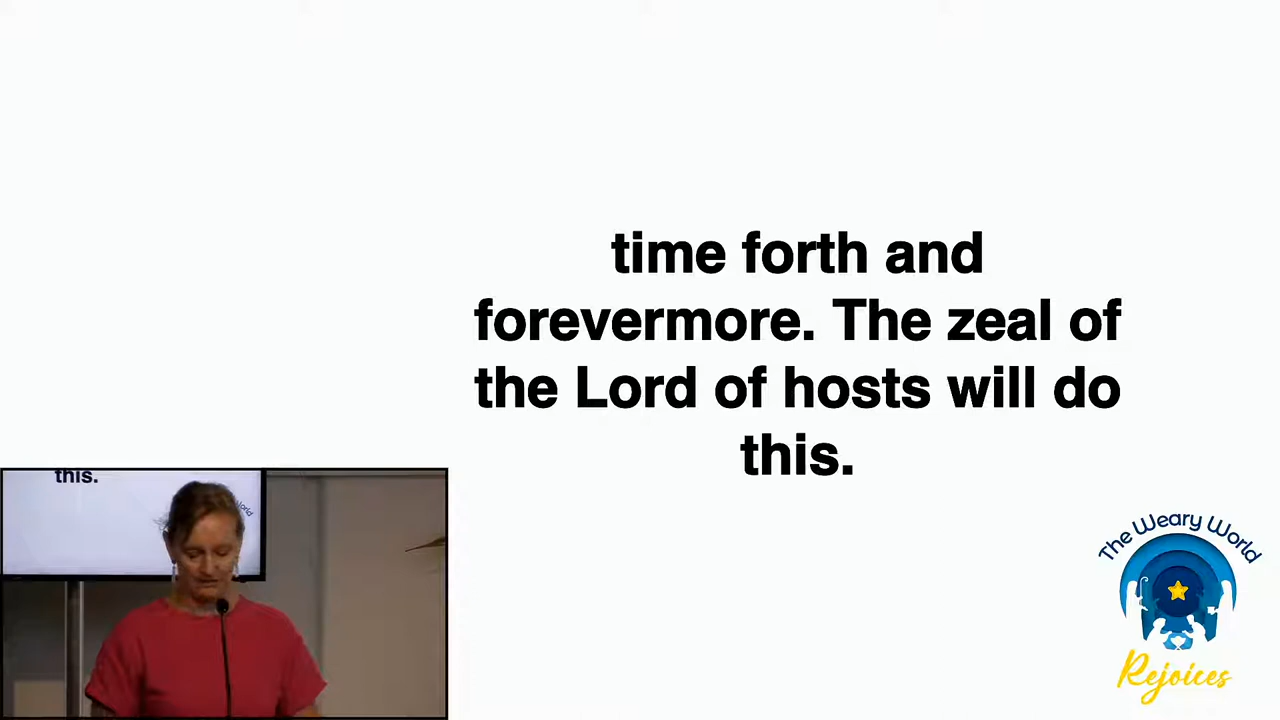 time forth and
forevermore. The zeal of
the Lord of hosts will do
this.
this.
World
The Weary World
Rejoices